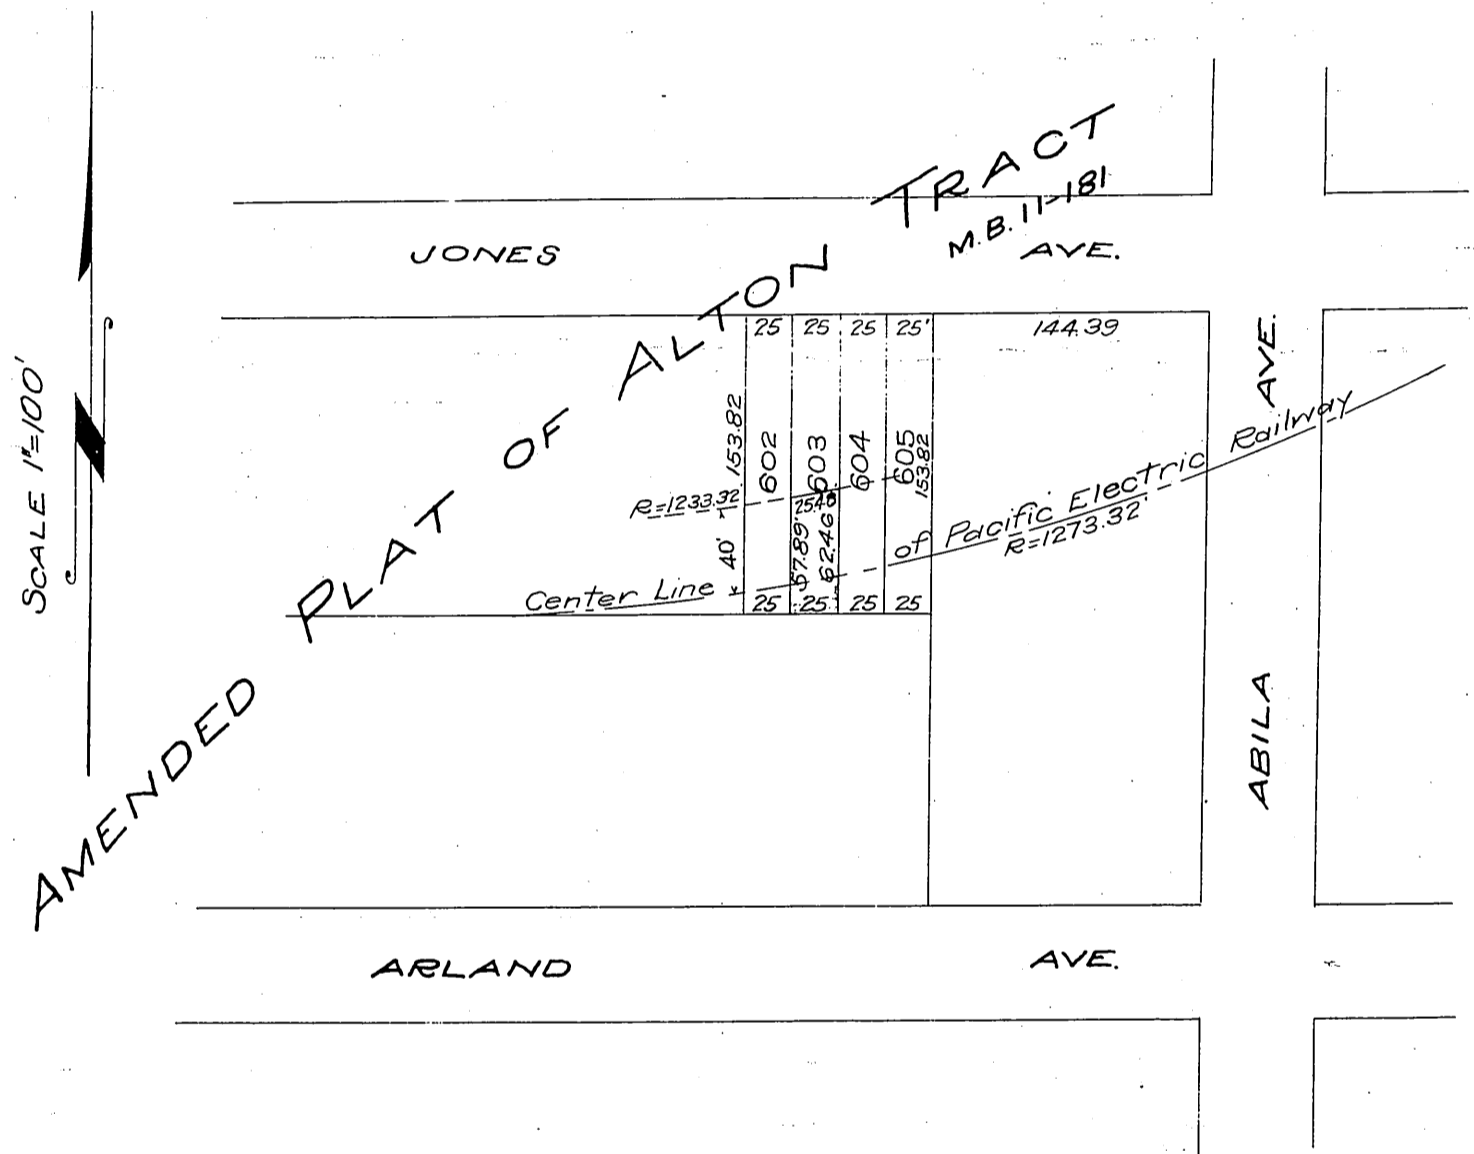 AMENDED PLAT OF ALTON TRACT
M.B. 11-181
SCALE 1"=100'
JONES AVE.
25 25 25 25' 144.39
153.82
602
603
604
605
153.82
R=1233.32
25.48
40'
57.89'
62.46
Center Line of Pacific Electric Railway
R=1273.32'
25 25 25 25
ABILA AVE.
ARLAND AVE.